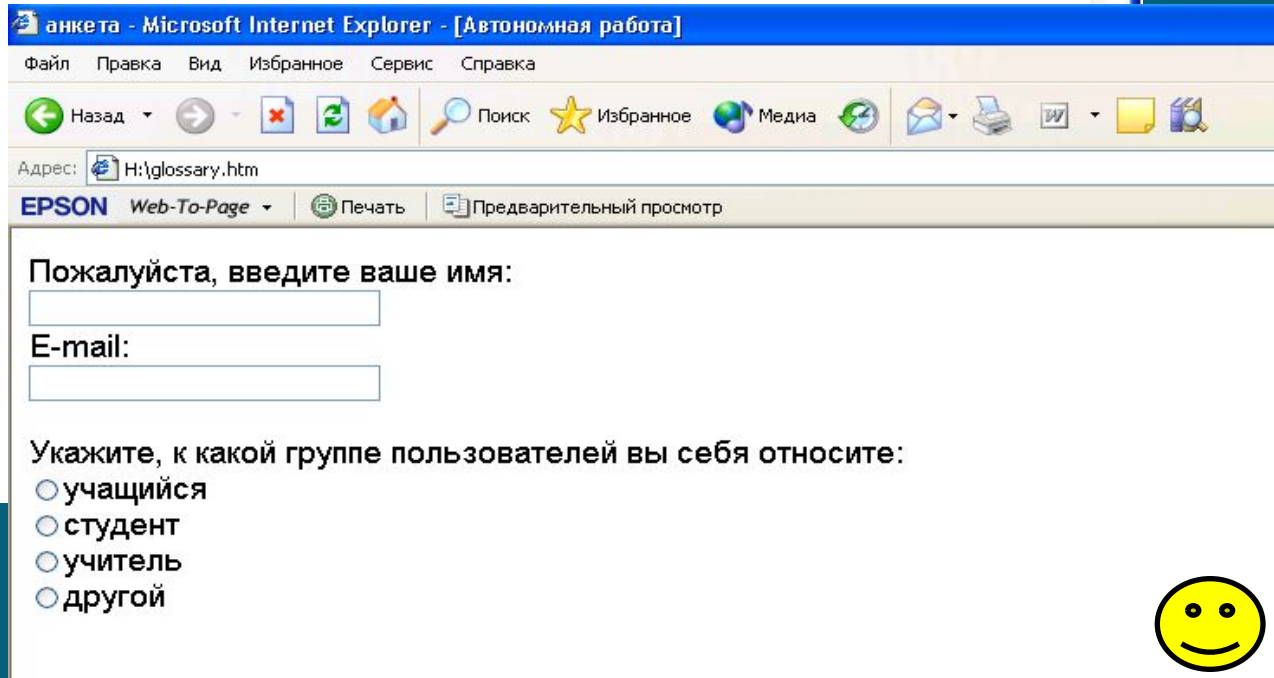 анкета - Microsoft Internet Explorer - [Автономная работа]
Файл Правка Вид Избранное Сервис Справка
Назад Поиск Избранное Медиа W
Адрес: H:\glossary.htm
EPSON Web-To-Page Печать Предварительный просмотр
Пожалуйста, введите ваше имя:
E-mail:
Укажите, к какой группе пользователей вы себя относите:
учащийся
студент
учитель
другой